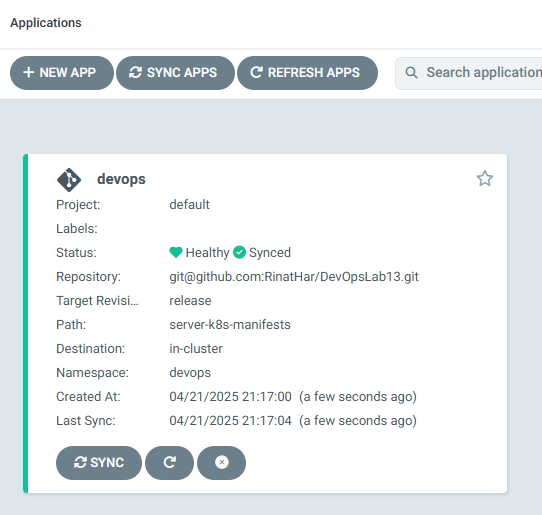 Applications
NEW APP
SYNC APPS
REFRESH APPS
Search application
devops
Project: default
Labels:
Status: Healthy Synced
Repository: git@github.com:RinatHar/DevOpsLab13.git
Target Revisi... release
Path: server-k8s-manifests
Destination: in-cluster
Namespace: devops
Created At: 04/21/2025 21:17:00 (a few seconds ago)
Last Sync: 04/21/2025 21:17:04 (a few seconds ago)
SYNC